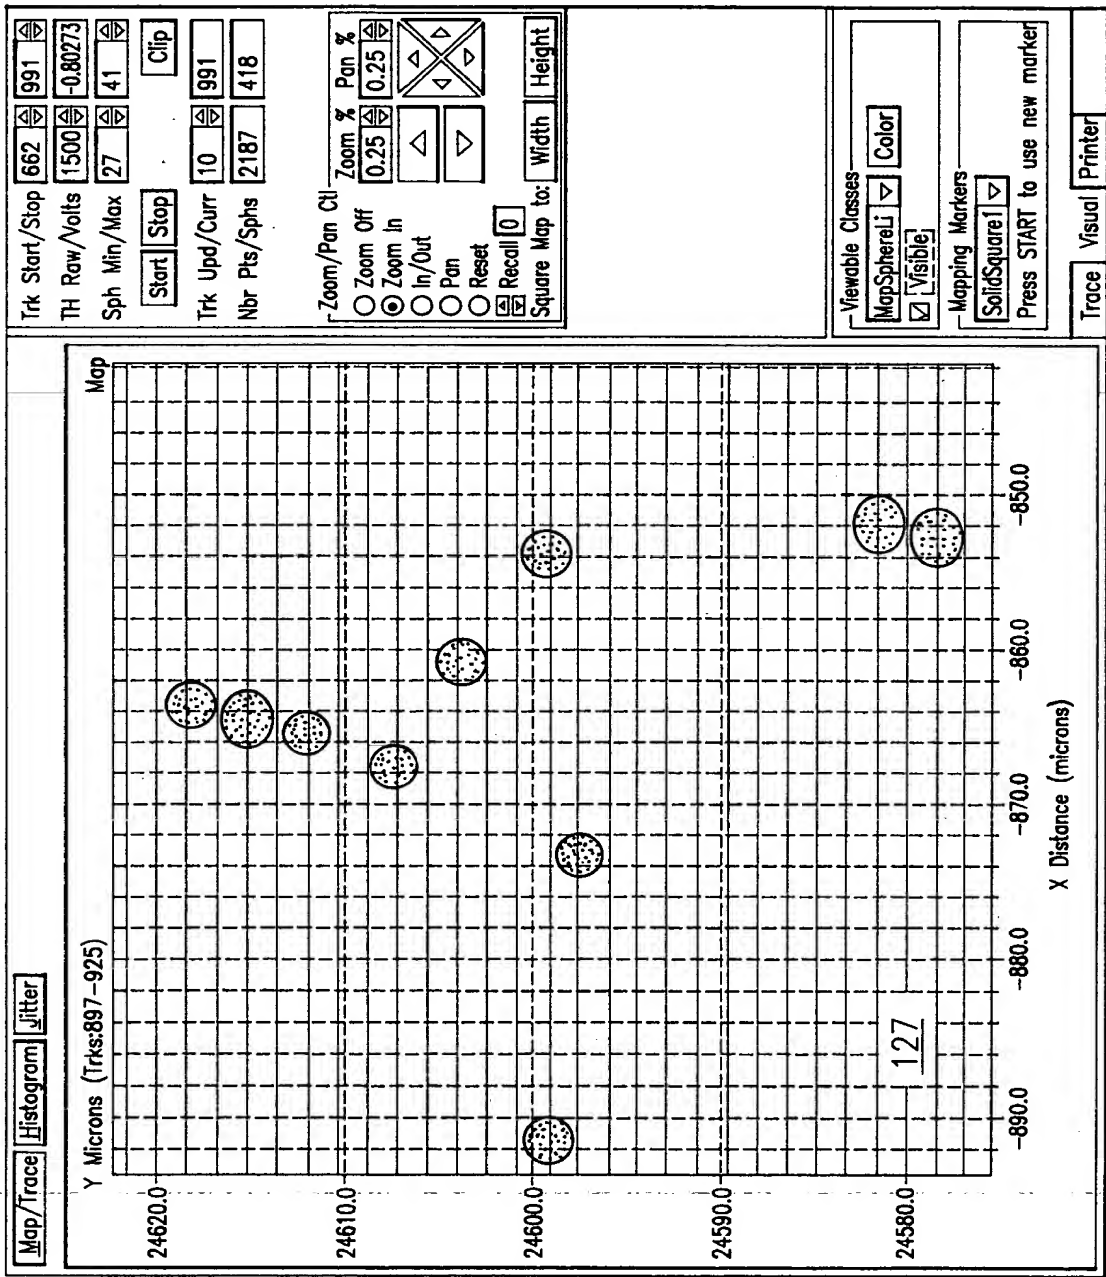 Map/Trace Histogram Jitter
Y Microns (Trks:897-925)
Map
24620.0
24610.0
24600.0
24590.0
24580.0
127
-890.0
-880.0
-870.0
-860.0
-850.0
X Distance (microns)
Trk Start/Stop 662 991
TH Raw/Volts 1500 -0.80273
Sph Min/Max 27 41
Start Stop Clip
Trk Upd/Curr 10 991
Nbr Pts/Sphs 2187 418
Zoom/Pan Ctl
Zoom % Pan %
Zoom Off 0.25 0.25
Zoom In
In/Out
Pan
Reset
Recall 0
Square Map to: Width Height
Viewable Classes
MapSphereLi Color
Visible
Mapping Markers
SolidSquare1
Press START to use new marker
Trace Visual Printer